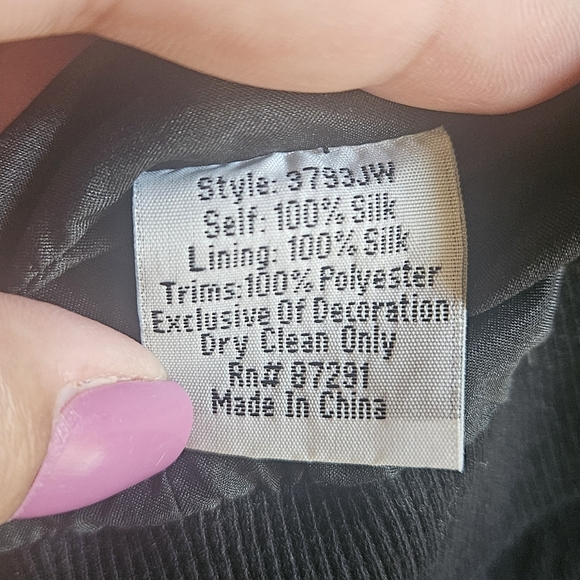 Style: 3793JW
Self: 100% Silk
Lining: 100% Silk
Trims:100% Polyester
Exclusive Of Decoration
Dry Clean Only
Rn# 87291
Made In China